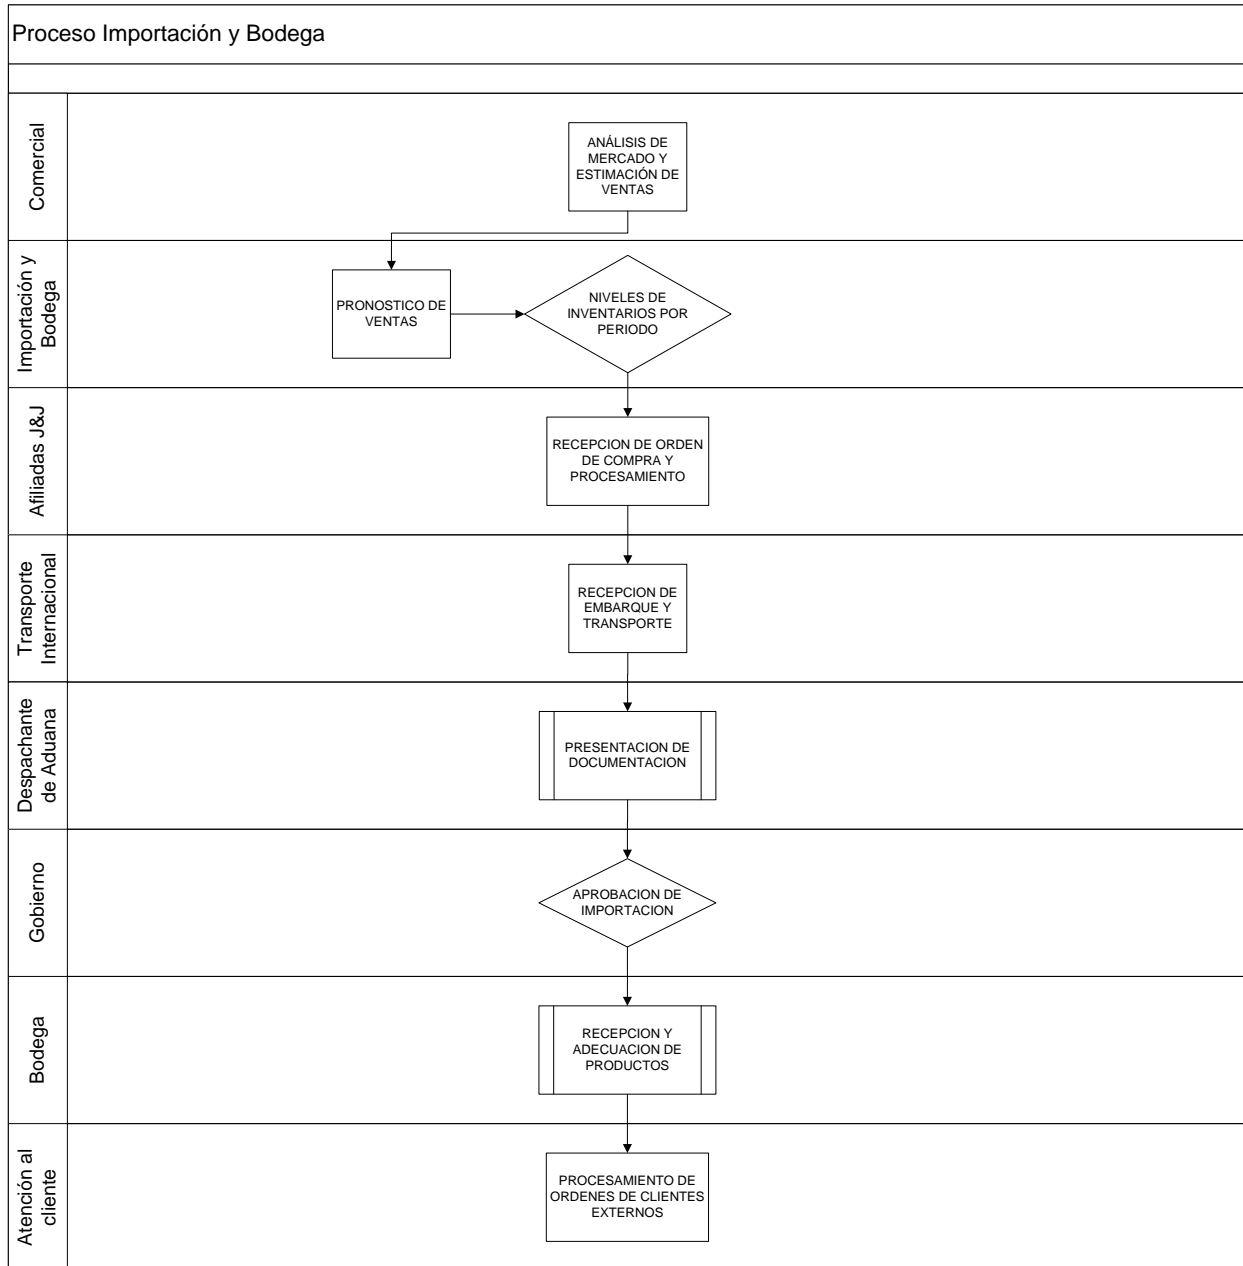 Proceso Importación y Bodega
Comercial
ANÁLISIS DE
MERCADO Y
ESTIMACIÓN DE
VENTAS
Importación y
Bodega
PRONOSTICO DE
VENTAS
NIVELES DE
INVENTARIOS POR
PERIODO
Afiliadas J&J
RECEPCION DE ORDEN
DE COMPRA Y
PROCESAMIENTO
Transporte
Internacional
RECEPCION DE
EMBARQUE Y
TRANSPORTE
Despachante
de Aduana
PRESENTACION DE
DOCUMENTACION
Gobierno
APROBACION DE
IMPORTACION
Bodega
RECEPCION Y
ADECUACION DE
PRODUCTOS
Atención al
cliente
PROCESAMIENTO DE
ORDENES DE CLIENTES
EXTERNOS